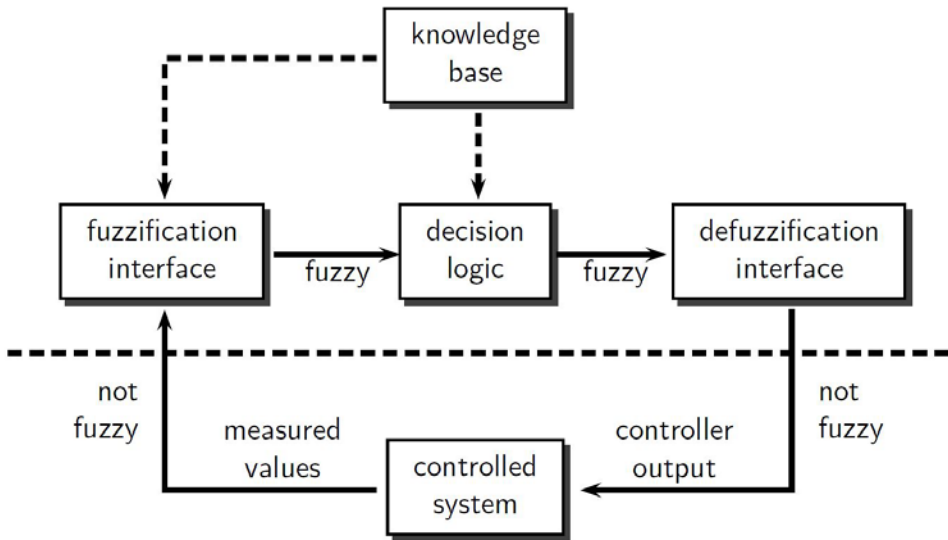 knowledge
base
fuzzification
interface
fuzzy
decision
logic
fuzzy
defuzzification
interface
not
fuzzy
measured
values
controlled
system
controller
output
not
fuzzy